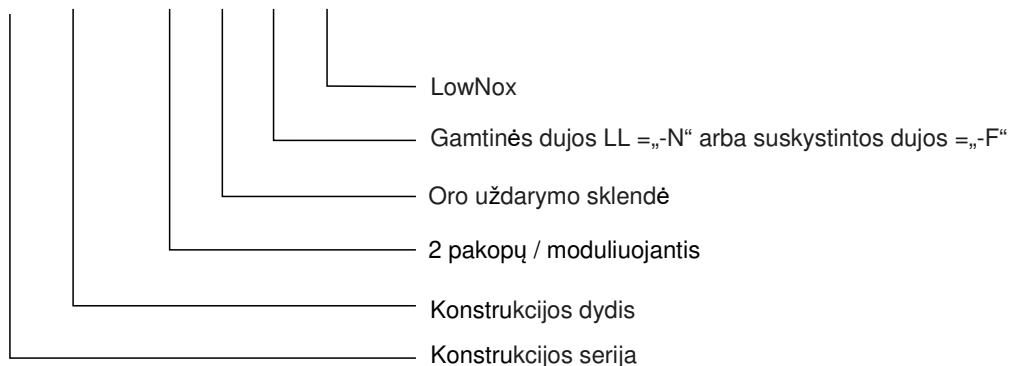 LowNox
Gamtinės dujos LL =„-N“ arba suskystintos dujos =„-F“
Oro uždarymo sklendė
2 pakopų / moduliuojantis
Konstrukcijos dydis
Konstrukcijos serija